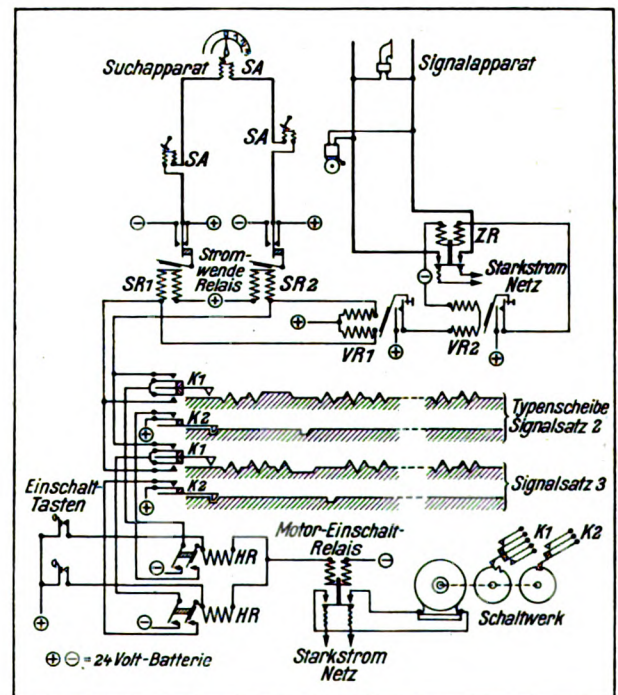 Suchapparat
SA
Signalapparat
SA
SA
⊖ ⊕ ⊖ ⊕
Strom-
wende
Relais
SR1
⊕
SR2
ZR
⊖
Starkstrom
Netz
⊕
VR1
⊕
VR2
⊕
K1
K2
⊕
Typenscheibe
Signalsatz 2
K1
K2
⊕
Signalsatz 3
Einschalt-
Tasten
Motor-Einschalt-
Relais
⊖
K1
K2
HR
⊖
HR
⊖
Schaltwerk
⊕
Starkstrom
Netz
⊕ ⊖ = 24 Volt-Batterie